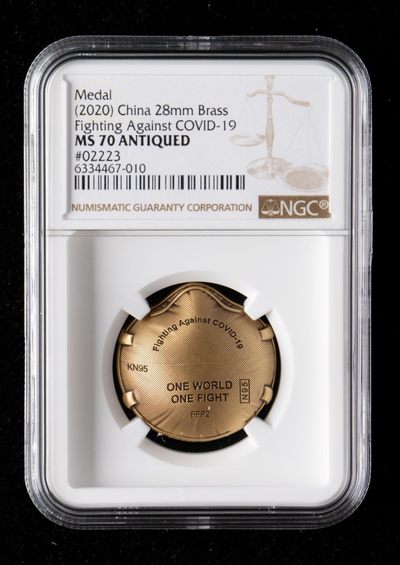 Medal
(2020) China 28mm Brass
Fighting Against COVID-19
MS 70 ANTIQUED
#02223
6334467-010
NUMISMATIC GUARANTY CORPORATION
NGC®
Fighting Against COVID-19
KN95
ONE WORLD
ONE FIGHT
N95
FFP2